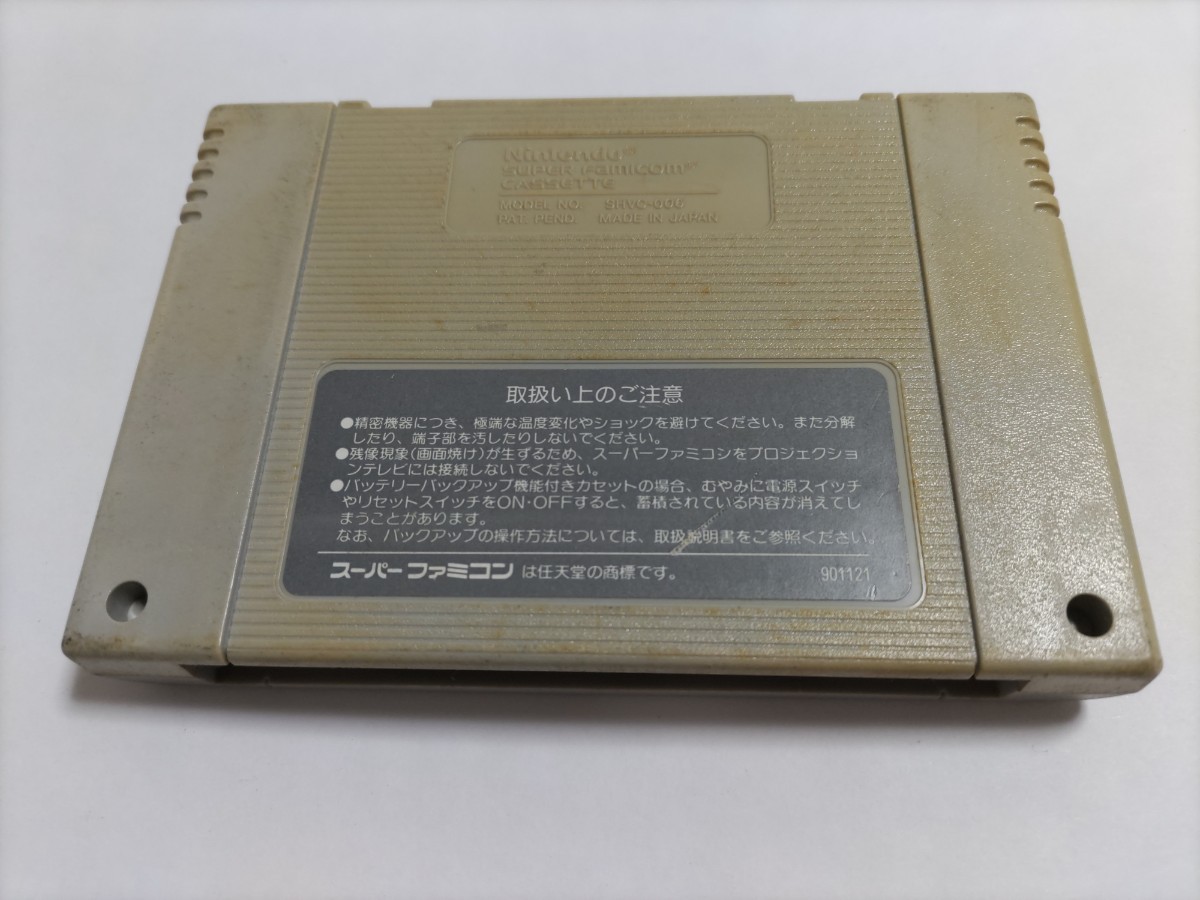 Nintendo®
SUPER FAMICOM™
CASSETTE
MODEL NO. SHVC-006
PAT. PEND. MADE IN JAPAN
取扱い上のご注意
●精密機器につき、極端な温度変化やショックを避けてください。また分解
したり、端子部を汚したりしないでください。
●残像現象(画面焼け)が生ずるため、スーパーファミコンをプロジェクショ
ンテレビには接続しないでください。
●バッテリーバックアップ機能付きカセットの場合、むやみに電源スイッチ
やリセットスイッチをON・OFFすると、蓄積されている内容が消えてし
まうことがあります。
なお、バックアップの操作方法については、取扱説明書をご参照ください。
スーパーファミコンは任天堂の商標です。 901121